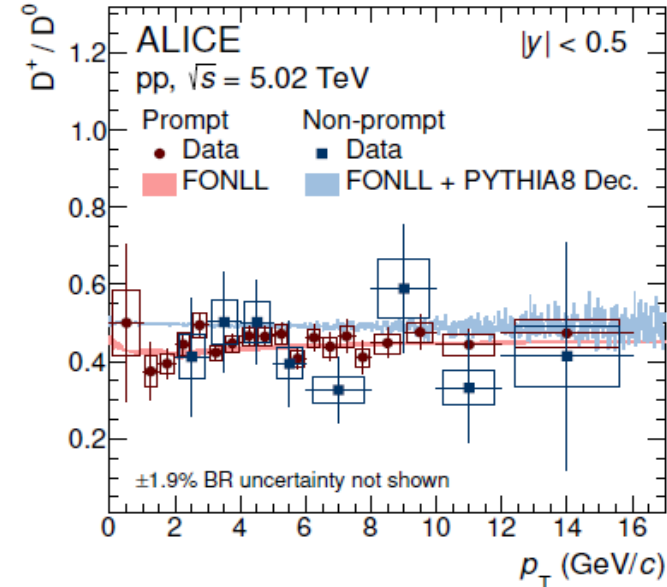 D⁺ / D⁰
1.2
1.0
0.8
0.6
0.4
0.2
ALICE
|y| < 0.5
pp, √s = 5.02 TeV
Prompt Non-prompt
Data Data
FONLL FONLL + PYTHIA8 Dec.
±1.9% BR uncertainty not shown
0 2 4 6 8 10 12 14 16
p_T (GeV/c)